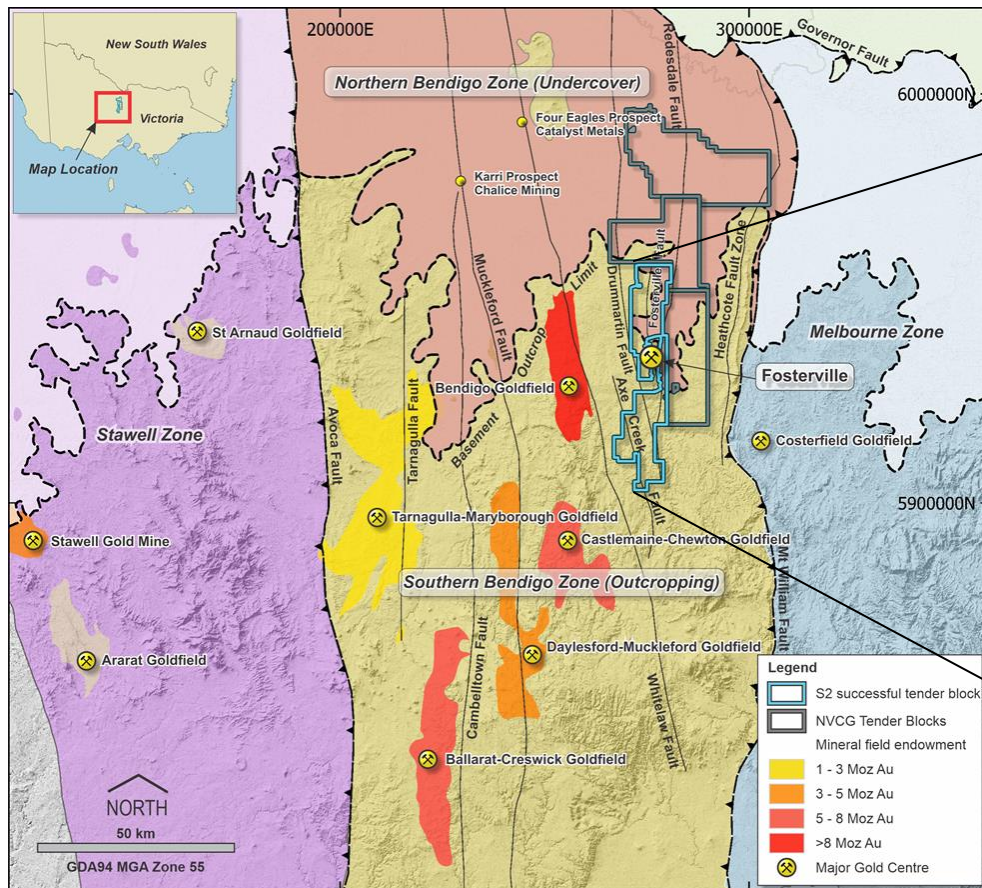 New South Wales
Victoria
Map Location
200000E
300000E
6000000N
5900000N
Governor Fault
Redesdale Fault
Northern Bendigo Zone (Undercover)
Four Eagles Prospect
Catalyst Metals
Karri Prospect
Chalice Mining
Muckleford Fault
Limit
Outcrop
Basement
Drummartin Fault
Fosterville Fault
Heathcote Fault Zone
Melbourne Zone
St Arnaud Goldfield
Bendigo Goldfield
Fosterville
Axe Creek Fault
Stawell Zone
Avoca Fault
Tarnagulla Fault
Costerfield Goldfield
Tarnagulla-Maryborough Goldfield
Stawell Gold Mine
Castlemaine-Chewton Goldfield
Mt William Fault
Southern Bendigo Zone (Outcropping)
Ararat Goldfield
Daylesford-Muckleford Goldfield
Cambelltown Fault
Whitelaw Fault
Ballarat-Creswick Goldfield
NORTH
50 km
GDA94 MGA Zone 55
Legend
S2 successful tender block
NVCG Tender Blocks
Mineral field endowment
1 - 3 Moz Au
3 - 5 Moz Au
5 - 8 Moz Au
>8 Moz Au
Major Gold Centre